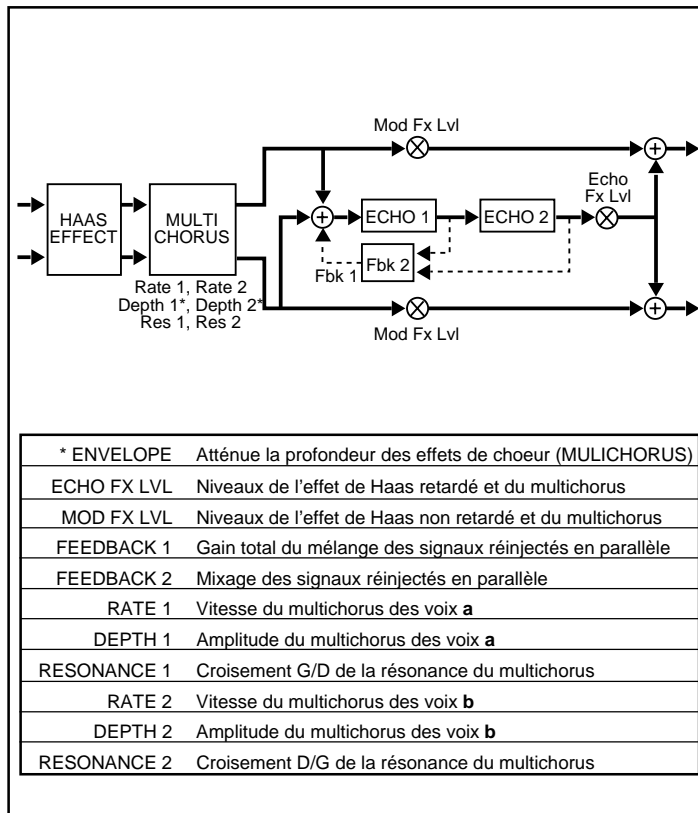 Mod Fx Lvl
Echo
Fx Lvl
HAAS
EFFECT
MULTI
CHORUS
ECHO 1
ECHO 2
Fbk 1
Fbk 2
Rate 1, Rate 2
Depth 1*, Depth 2*
Res 1, Res 2
Mod Fx Lvl
* ENVELOPE Atténue la profondeur des effets de choeur (MULICHORUS)
ECHO FX LVL Niveaux de l’effet de Haas retardé et du multichorus
MOD FX LVL Niveaux de l’effet de Haas non retardé et du multichorus
FEEDBACK 1 Gain total du mélange des signaux réinjectés en parallèle
FEEDBACK 2 Mixage des signaux réinjectés en parallèle
RATE 1 Vitesse du multichorus des voix a
DEPTH 1 Amplitude du multichorus des voix a
RESONANCE 1 Croisement G/D de la résonance du multichorus
RATE 2 Vitesse du multichorus des voix b
DEPTH 2 Amplitude du multichorus des voix b
RESONANCE 2 Croisement D/G de la résonance du multichorus